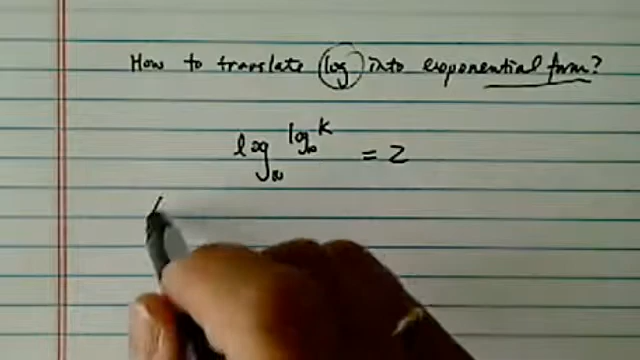 How to translate log into exponential form?
log log k = 2